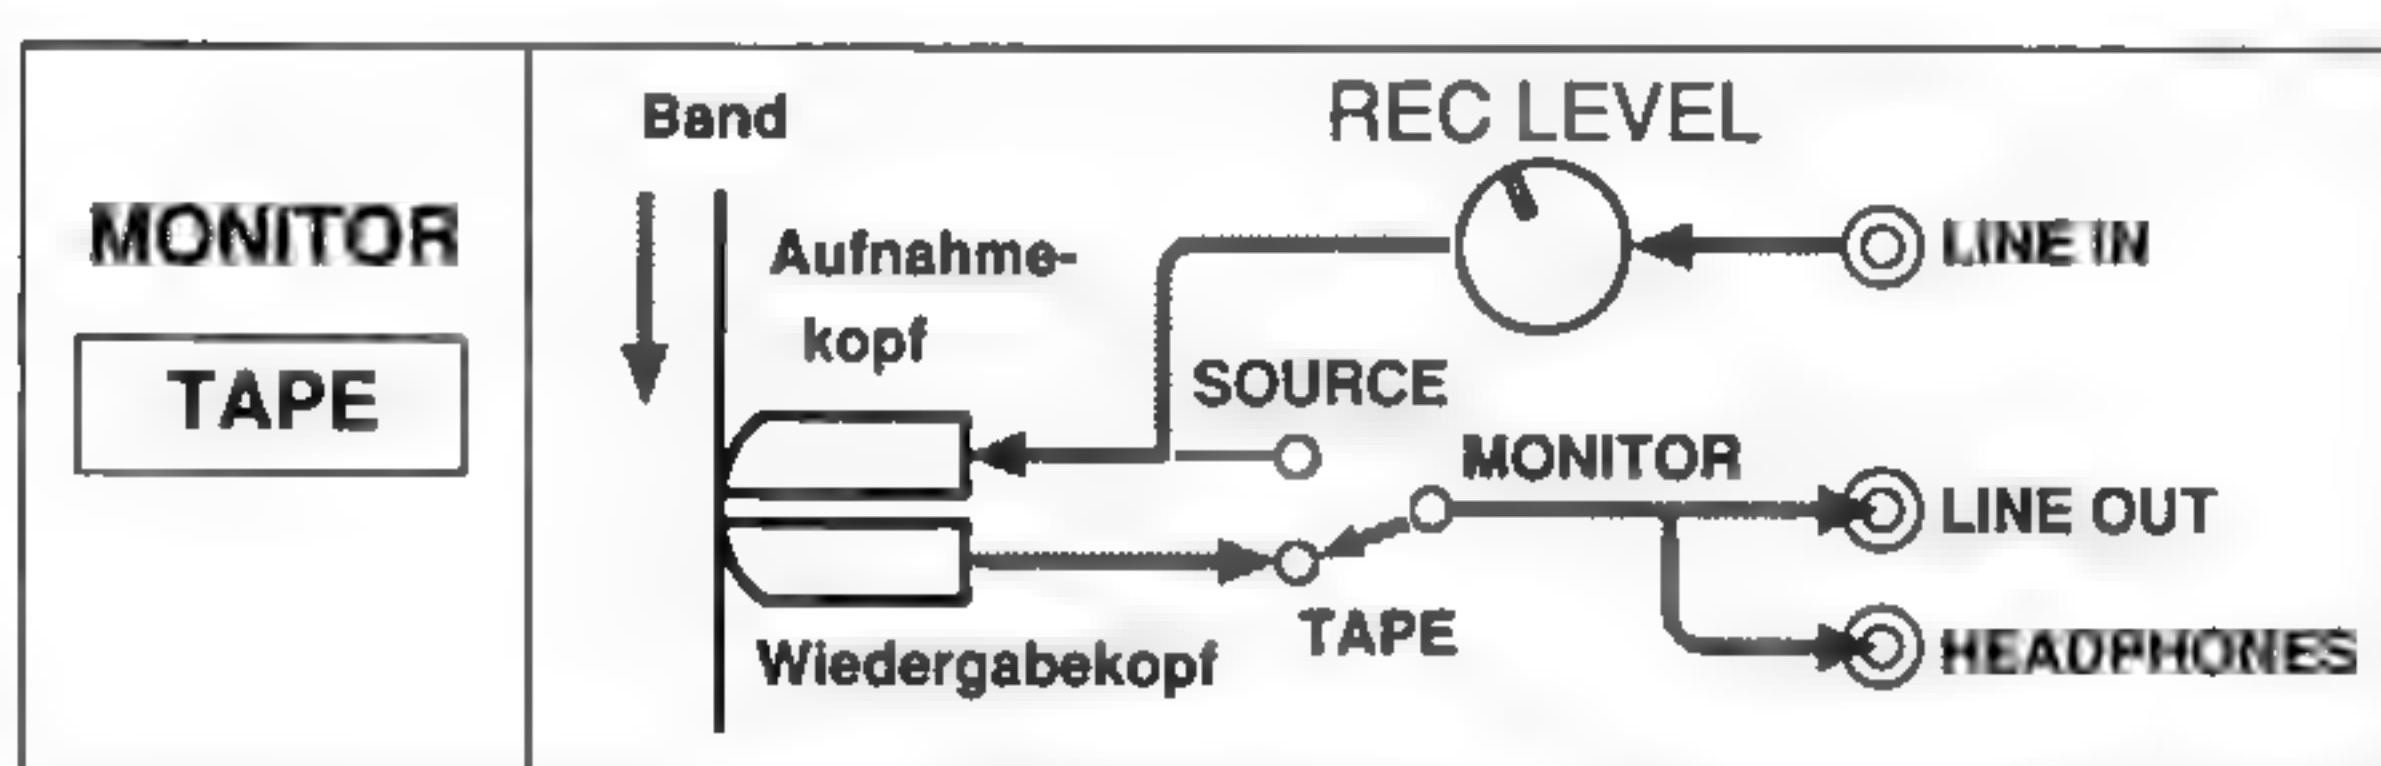 MONITOR
TAPE
Band
Aufnahme-
kopf
Wiedergabekopf
REC LEVEL
LINE IN
SOURCE
MONITOR
LINE OUT
TAPE
HEADPHONES